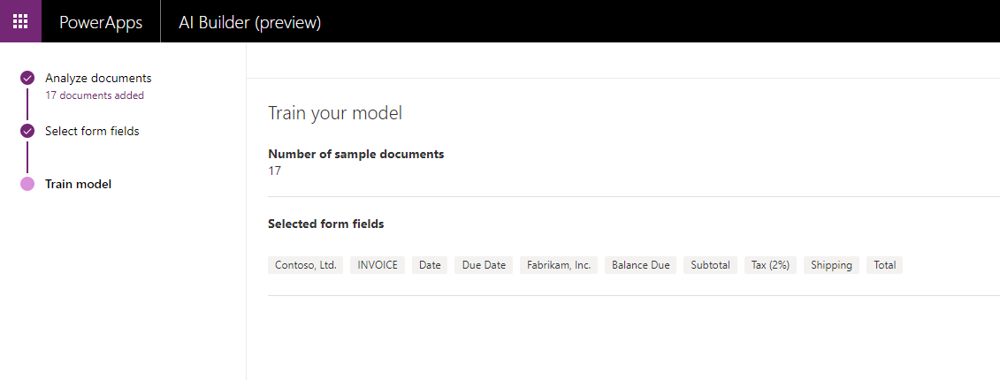 PowerApps AI Builder (preview)
Analyze documents
17 documents added
Select form fields
Train model
Train your model
Number of sample documents
17
Selected form fields
Contoso, Ltd. INVOICE Date Due Date Fabrikam, Inc. Balance Due Subtotal Tax (2%) Shipping Total